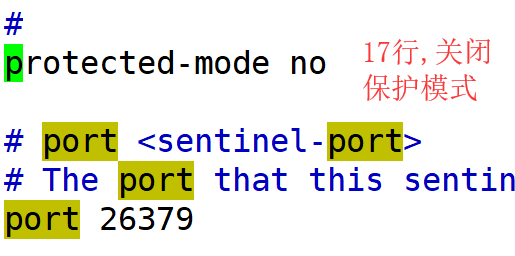 #
protected-mode no
17行,关闭
保护模式
# port <sentinel-port>
# The port that this sentin
port 26379